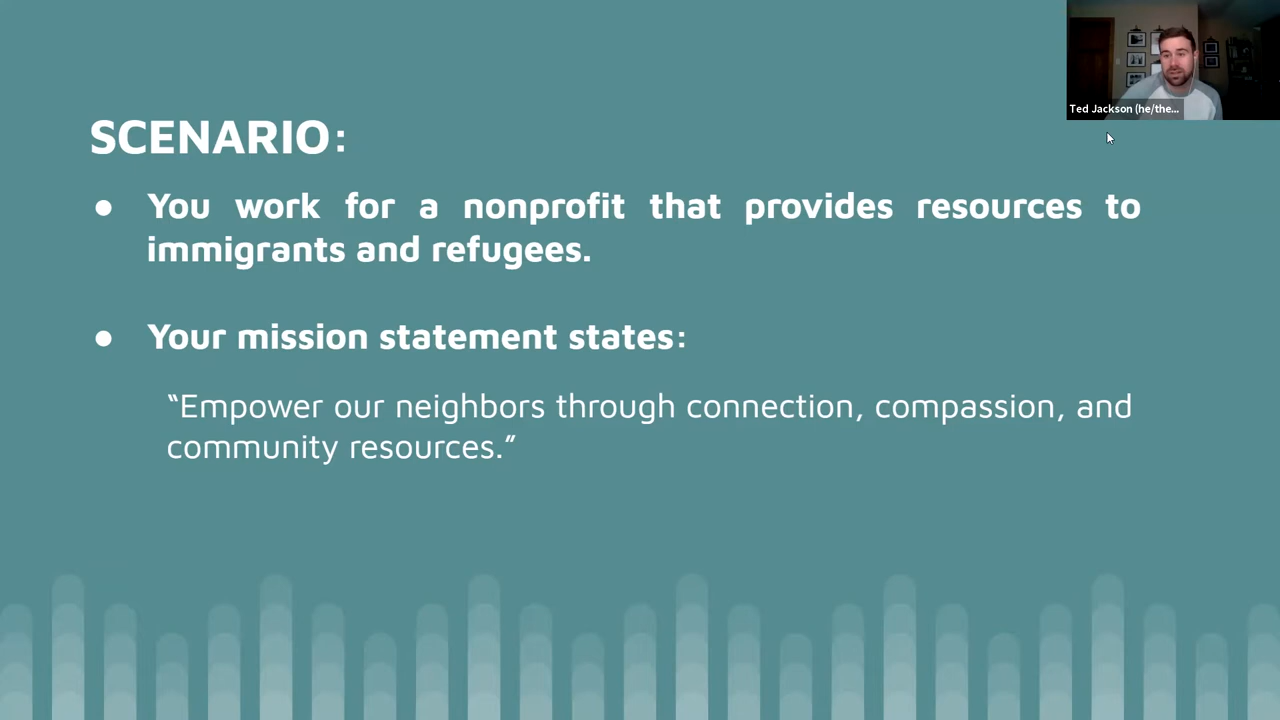 Ted Jackson (he/the...
SCENARIO:
● You work for a nonprofit that provides resources to
immigrants and refugees.
● Your mission statement states:
“Empower our neighbors through connection, compassion, and
community resources.”